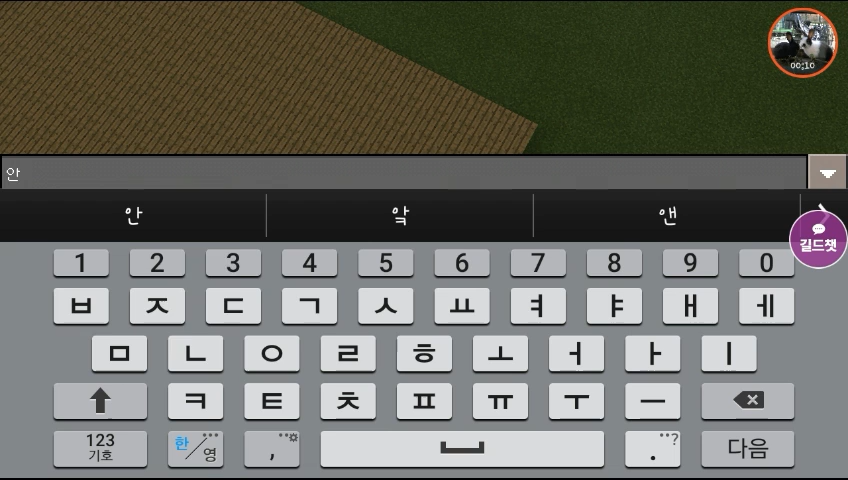 00:10
안
안 앞 앤
길드챗
1 2 3 4 5 6 7 8 9 0
ㅂ ㅈ ㄷ ㄱ ㅅ ㅛ ㅕ ㅑ ㅐ ㅔ
ㅁ ㄴ ㅇ ㄹ ㅎ ㅗ ㅓ ㅏ ㅣ
ㅋ ㅌ ㅊ ㅍ ㅠ ㅜ ㅡ
123
기호
한/영 , . ? 다음